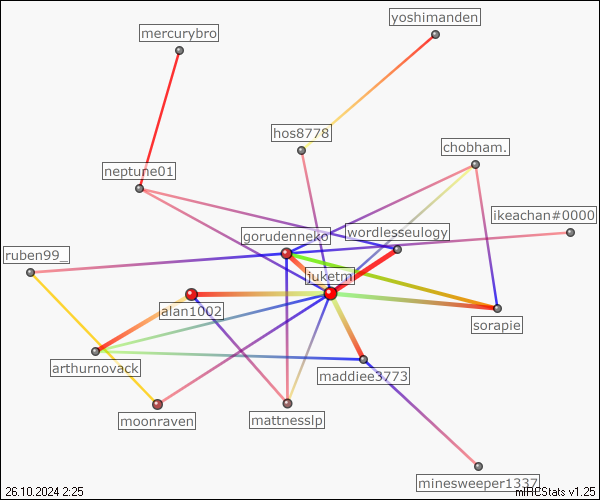 yoshimanden
mercurybro
hos8778
chobham.
neptune01
ikeachan#0000
wordlesseulogy
gorudenneko
ruben99_
juketm
alan1002
sorapie
arthurnovack
maddiee3773
moonraven
mattnesslp
minesweeper1337
26.10.2024 2:25
mIRCStats v1.25